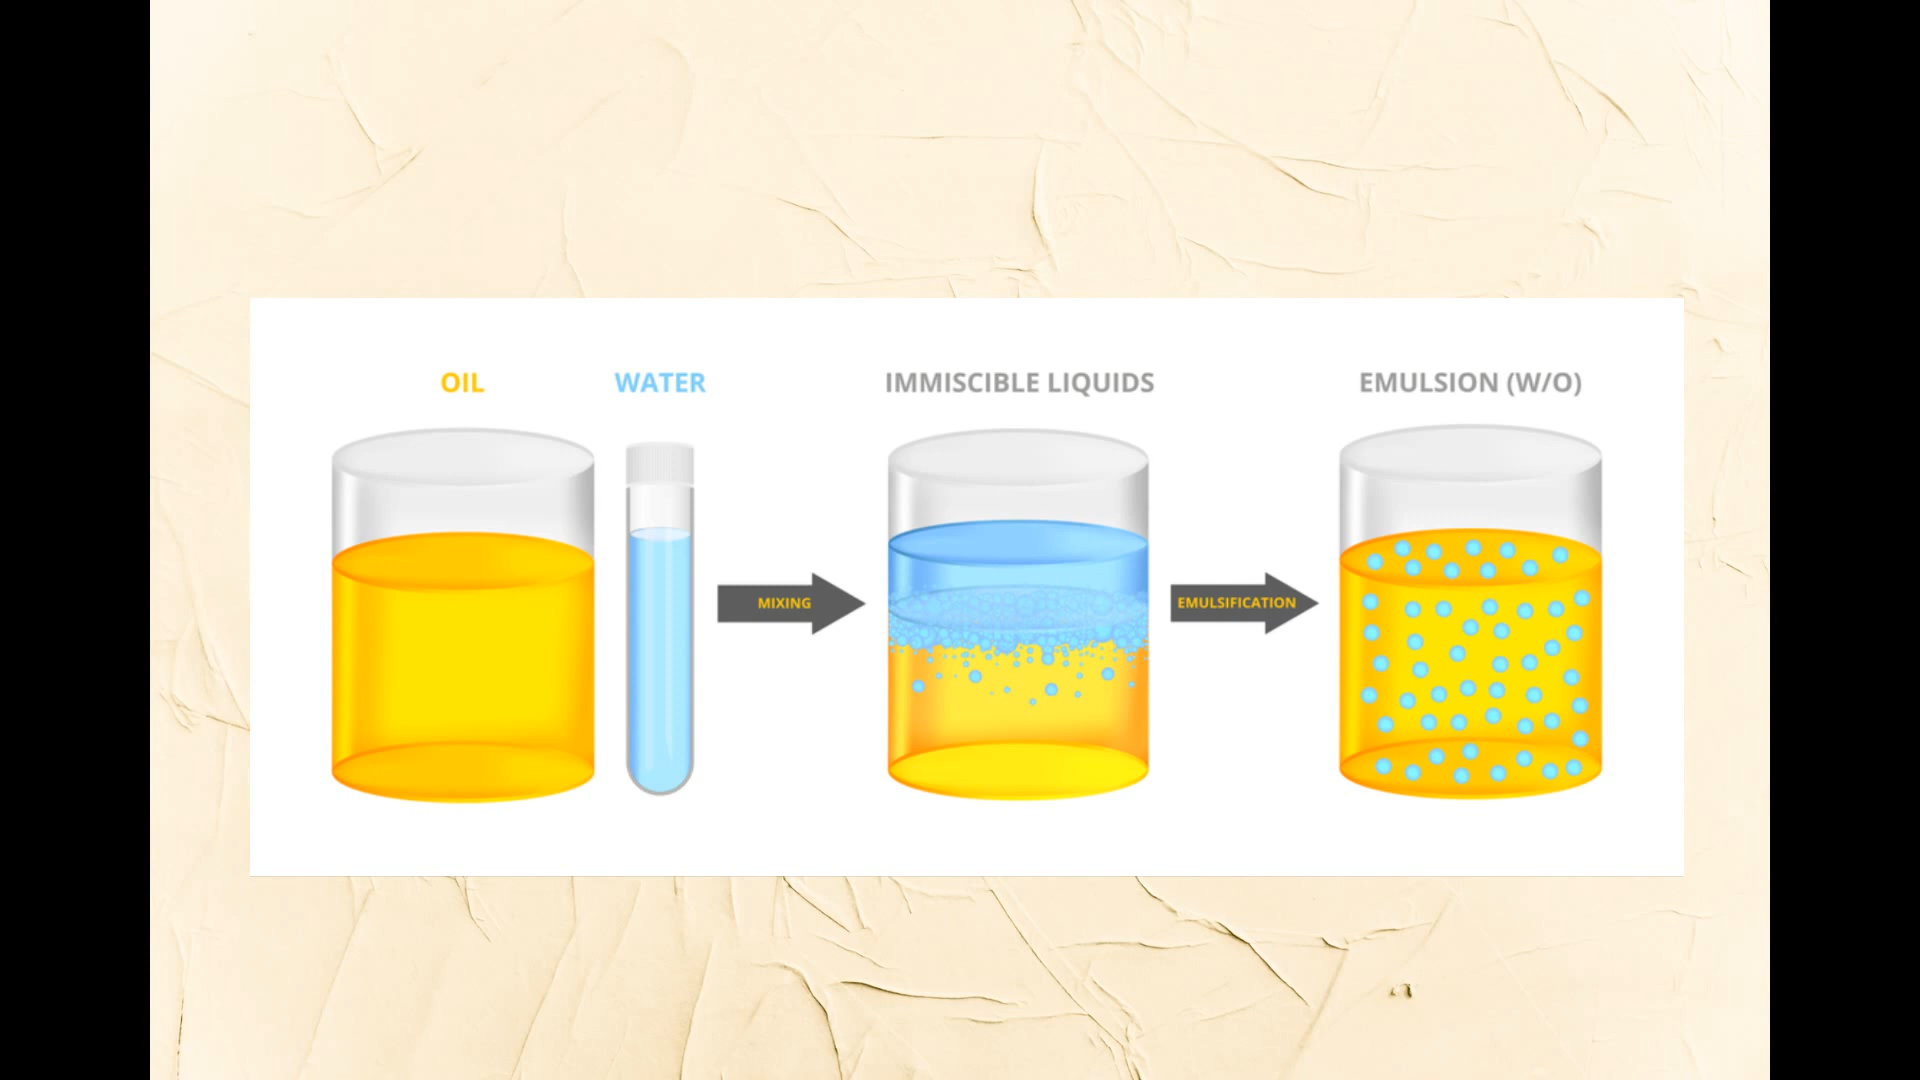 OIL
WATER
IMMISCIBLE LIQUIDS
EMULSION (W/O)
MIXING
EMULSIFICATION